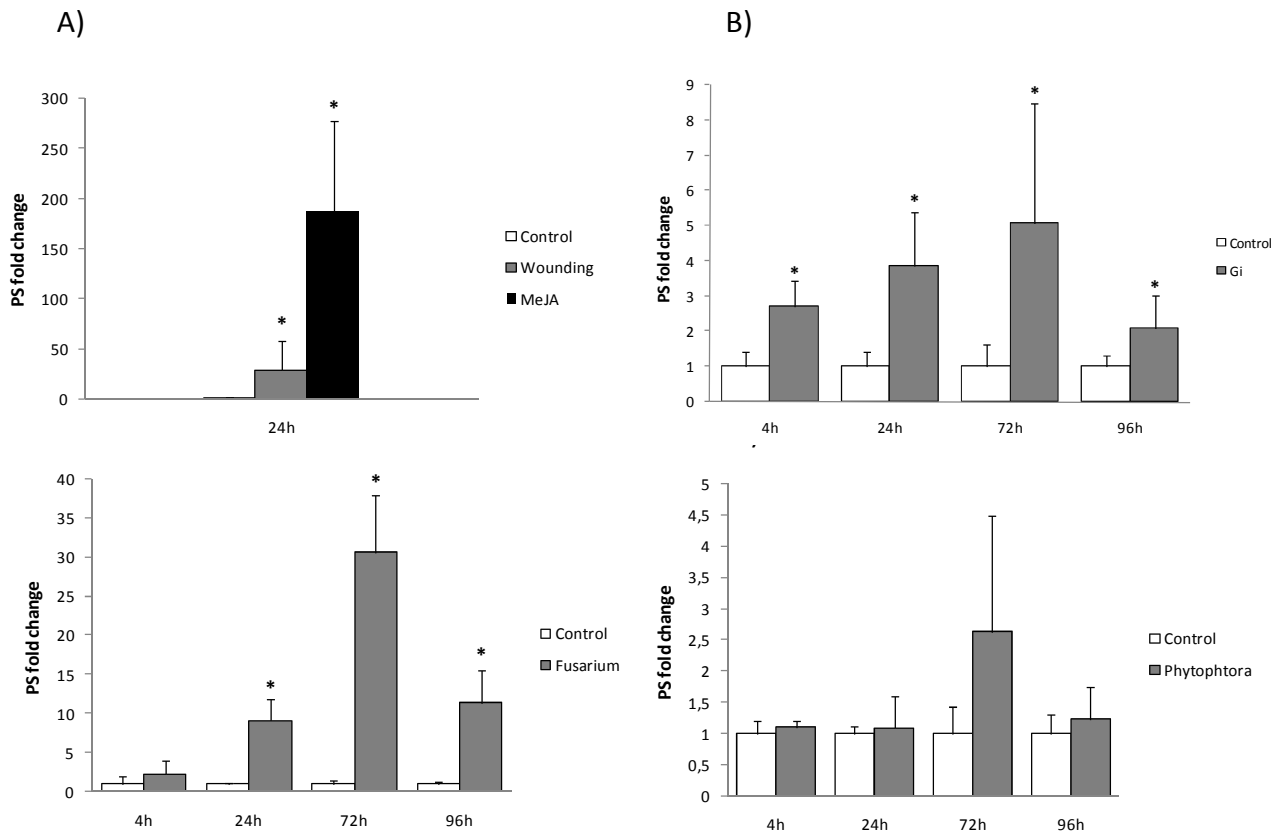 A)
PS fold change
300
250
200
150
100
50
0
*
*
24h
Control
Wounding
MeJA
B)
PS fold change
9
8
7
6
5
4
3
2
1
0
*
*
*
*
4h 24h 72h 96h
Control
Gi
PS fold change
40
35
30
25
20
15
10
5
0
*
*
*
4h 24h 72h 96h
Control
Fusarium
PS fold change
5
4,5
4
3,5
3
2,5
2
1,5
1
0,5
0
4h 24h 72h 96h
Control
Phytophtora